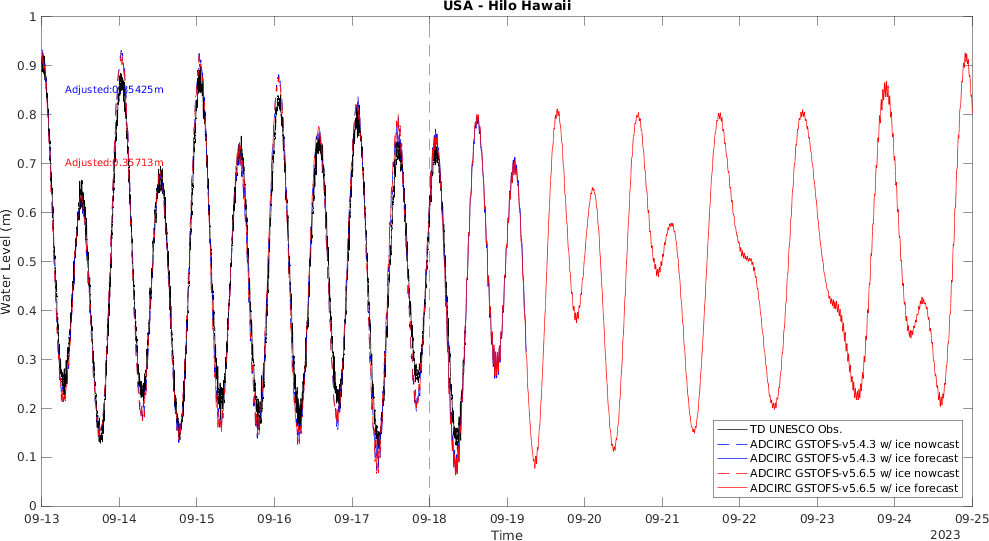 USA - Hilo Hawaii
1
0.9
0.8
0.7
0.6
0.5
0.4
0.3
0.2
0.1
0
Water Level (m)
Adjusted:0.35425m
Adjusted:0.35713m
TD UNESCO Obs.
ADCIRC GSTOFS-v5.4.3 w/ ice nowcast
ADCIRC GSTOFS-v5.4.3 w/ ice forecast
ADCIRC GSTOFS-v5.6.5 w/ ice nowcast
ADCIRC GSTOFS-v5.6.5 w/ ice forecast
09-13 09-14 09-15 09-16 09-17 09-18 09-19 09-20 09-21 09-22 09-23 09-24 09-25
Time
2023